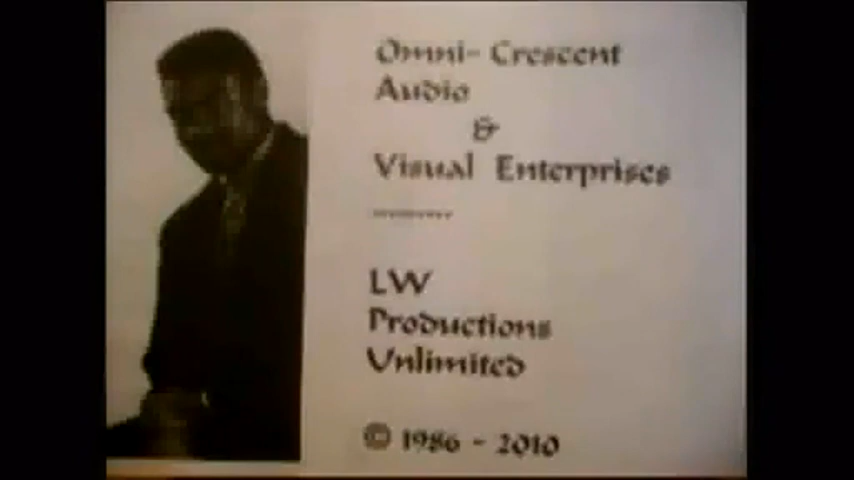 Omni- Crescent
Audio
&
Visual Enterprises
---------
LW
Productions
Unlimited
© 1986 - 2010